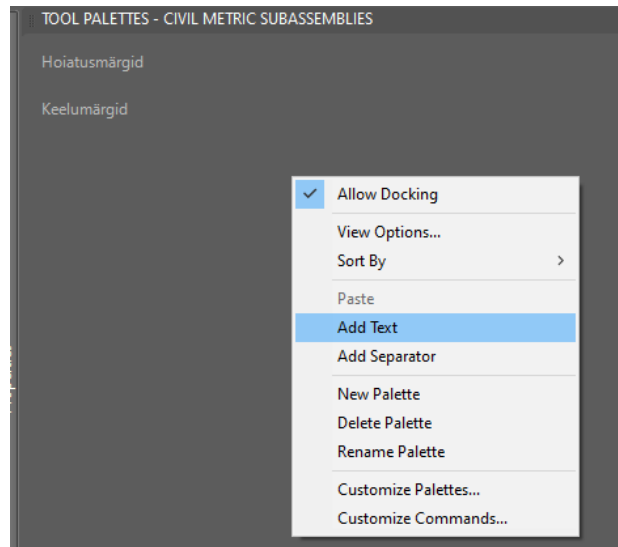 TOOL PALETTES - CIVIL METRIC SUBASSEMBLIES
Hoiatusmärgid
Keelumärgid
Allow Docking
View Options...
Sort By
Paste
Add Text
Add Separator
New Palette
Delete Palette
Rename Palette
Customize Palettes...
Customize Commands...